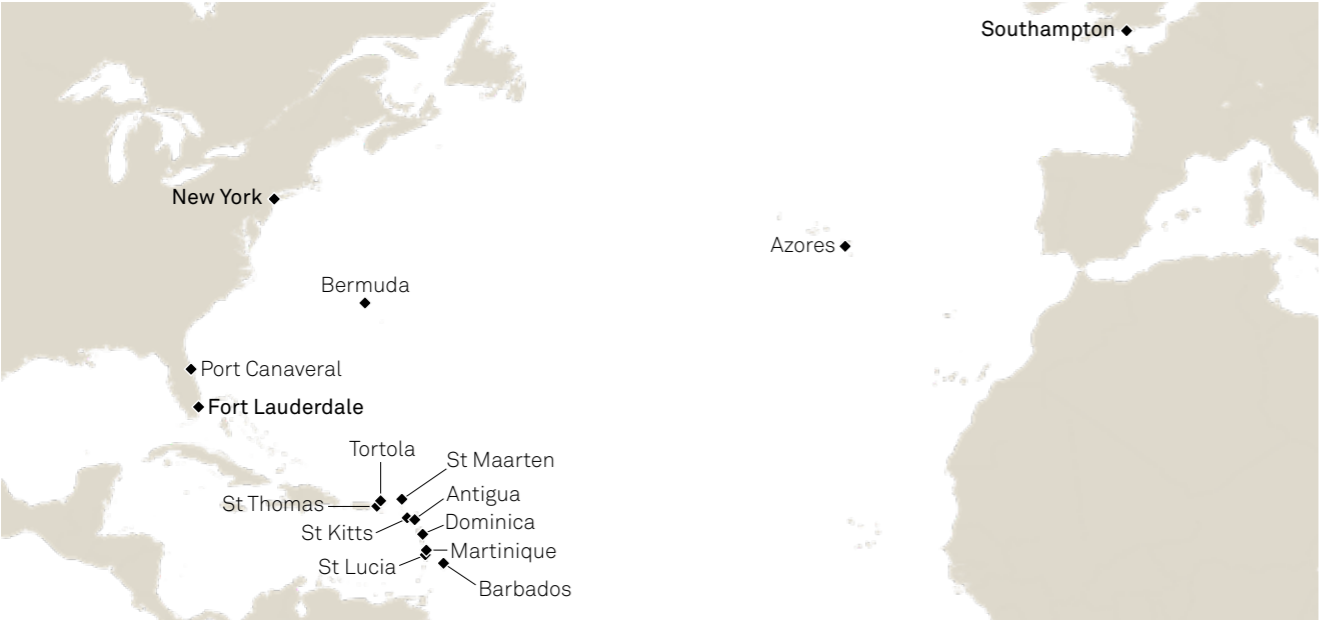 Southampton
New York
Azores
Bermuda
Port Canaveral
Fort Lauderdale
Tortola
St Maarten
Antigua
St Thomas
Dominica
St Kitts
Martinique
St Lucia
Barbados